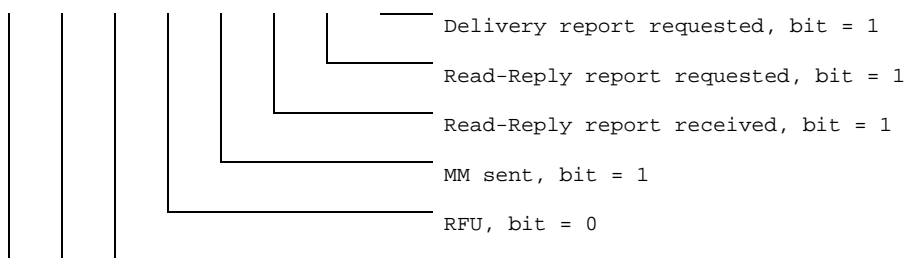 Delivery report requested, bit = 1
Read-Reply report requested, bit = 1
Read-Reply report received, bit = 1
MM sent, bit = 1
RFU, bit = 0